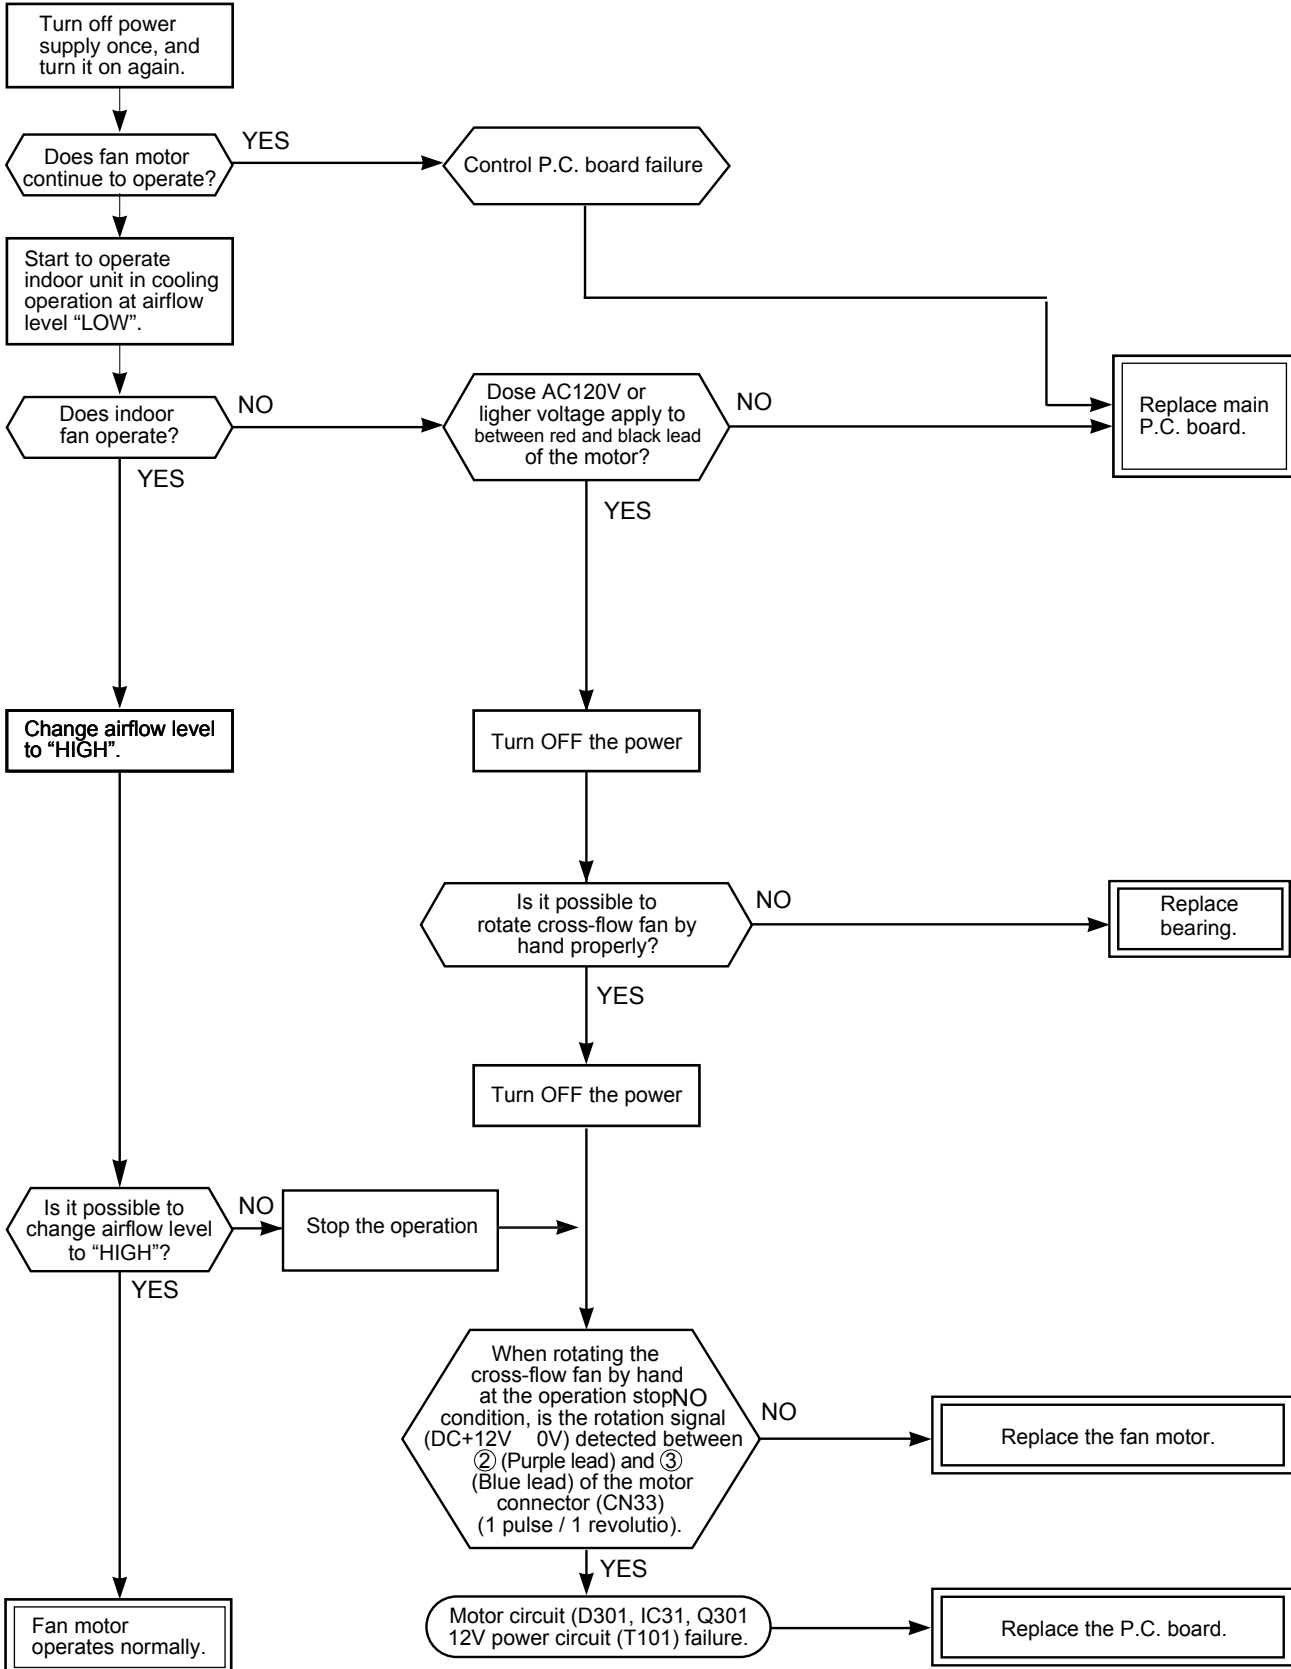 Turn off power
supply once, and
turn it on again.
Does fan motor
continue to operate?
YES
Control P.C. board failure
Start to operate
indoor unit in cooling
operation at airflow
level “LOW”.
Does indoor
fan operate?
NO
YES
Dose AC120V or
ligher voltage apply to
between red and black lead
of the motor?
NO
YES
Replace main
P.C. board.
Change airflow level
to “HIGH”.
Turn OFF the power
Is it possible to
rotate cross-flow fan by
hand properly?
NO
YES
Replace
bearing.
Turn OFF the power
Is it possible to
change airflow level
to “HIGH”?
NO
YES
Stop the operation
When rotating the
cross-flow fan by hand
at the operation stopNO
condition, is the rotation signal
(DC+12V 0V) detected between
② (Purple lead) and ③
(Blue lead) of the motor
connector (CN33)
(1 pulse / 1 revolutio).
NO
YES
Replace the fan motor.
Motor circuit (D301, IC31, Q301
12V power circuit (T101) failure.
Replace the P.C. board.
Fan motor
operates normally.